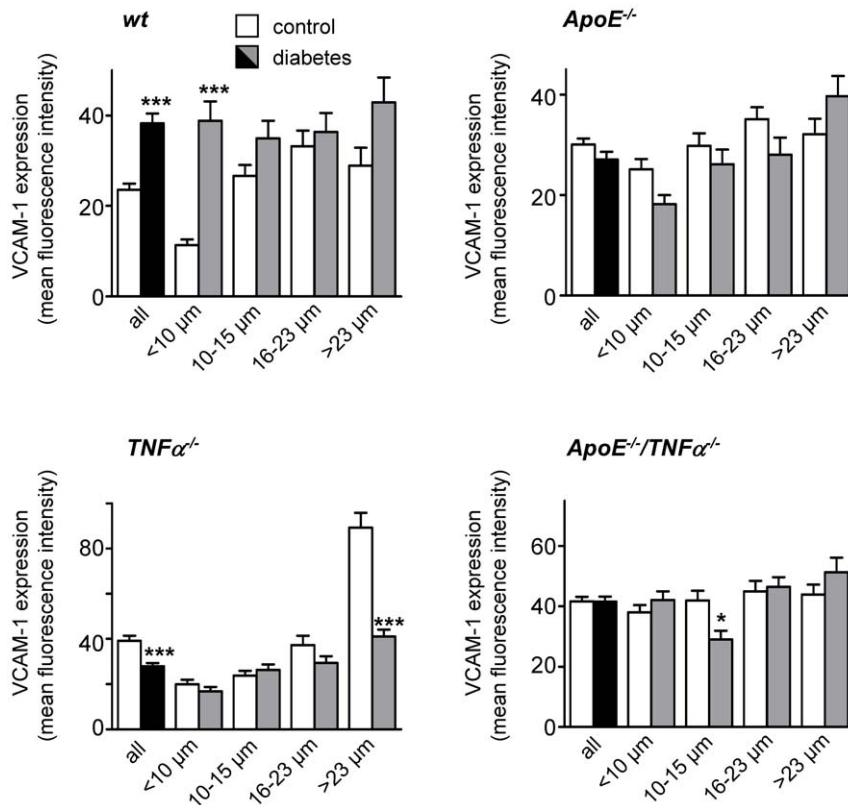 wt
control
diabetes
VCAM-1 expression
(mean fluorescence intensity)
40
20
0
***
***
all
<10 µm
10-15 µm
16-23 µm
>23 µm
ApoE-/-
VCAM-1 expression
(mean fluorescence intensity)
40
20
0
all
<10 µm
10-15 µm
16-23 µm
>23 µm
TNFα-/-
VCAM-1 expression
(mean fluorescence intensity)
80
40
0
***
***
all
<10 µm
10-15 µm
16-23 µm
>23 µm
ApoE-/-/TNFα-/-
VCAM-1 expression
(mean fluorescence intensity)
60
40
20
0
*
all
<10 µm
10-15 µm
16-23 µm
>23 µm